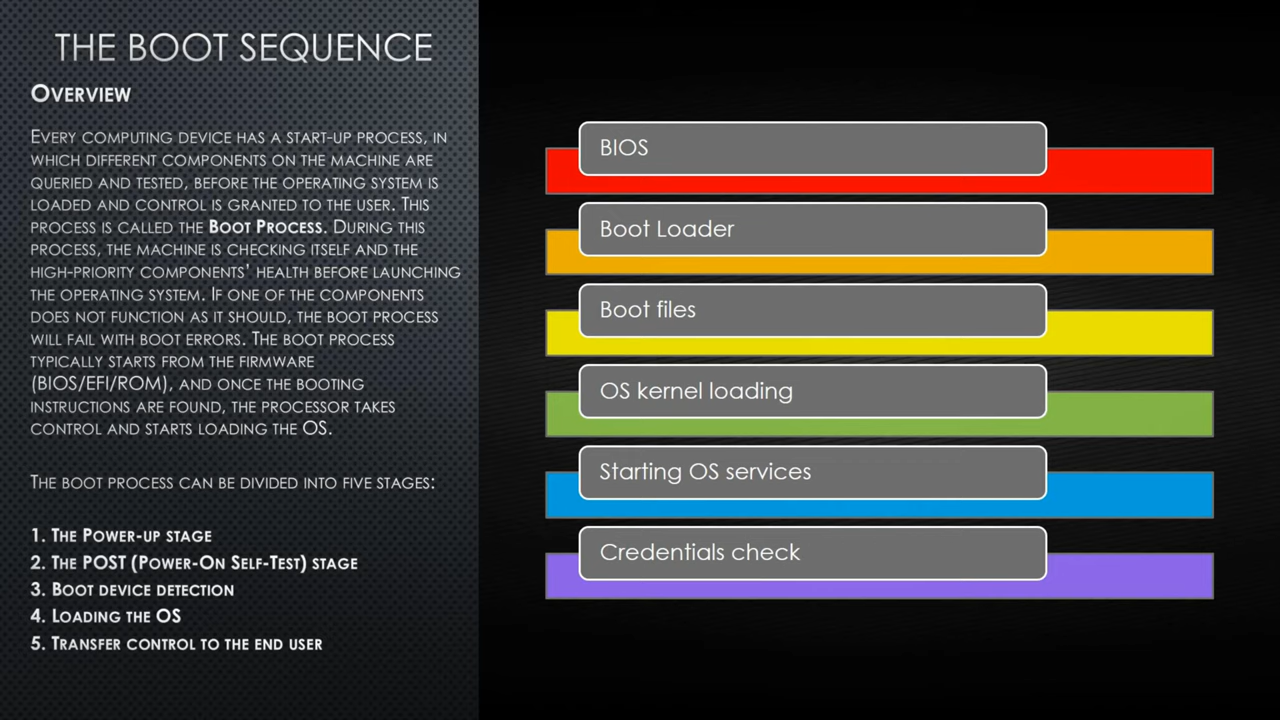 THE BOOT SEQUENCE
OVERVIEW
EVERY COMPUTING DEVICE HAS A START-UP PROCESS, IN
WHICH DIFFERENT COMPONENTS ON THE MACHINE ARE
QUERIED AND TESTED, BEFORE THE OPERATING SYSTEM IS
LOADED AND CONTROL IS GRANTED TO THE USER. THIS
PROCESS IS CALLED THE BOOT PROCESS. DURING THIS
PROCESS, THE MACHINE IS CHECKING ITSELF AND THE
HIGH-PRIORITY COMPONENTS' HEALTH BEFORE LAUNCHING
THE OPERATING SYSTEM. IF ONE OF THE COMPONENTS
DOES NOT FUNCTION AS IT SHOULD, THE BOOT PROCESS
WILL FAIL WITH BOOT ERRORS. THE BOOT PROCESS
TYPICALLY STARTS FROM THE FIRMWARE
(BIOS/EFI/ROM), AND ONCE THE BOOTING
INSTRUCTIONS ARE FOUND, THE PROCESSOR TAKES
CONTROL AND STARTS LOADING THE OS.
THE BOOT PROCESS CAN BE DIVIDED INTO FIVE STAGES:
1. THE POWER-UP STAGE
2. THE POST (POWER-ON SELF-TEST) STAGE
3. BOOT DEVICE DETECTION
4. LOADING THE OS
5. TRANSFER CONTROL TO THE END USER
BIOS
Boot Loader
Boot files
OS kernel loading
Starting OS services
Credentials check